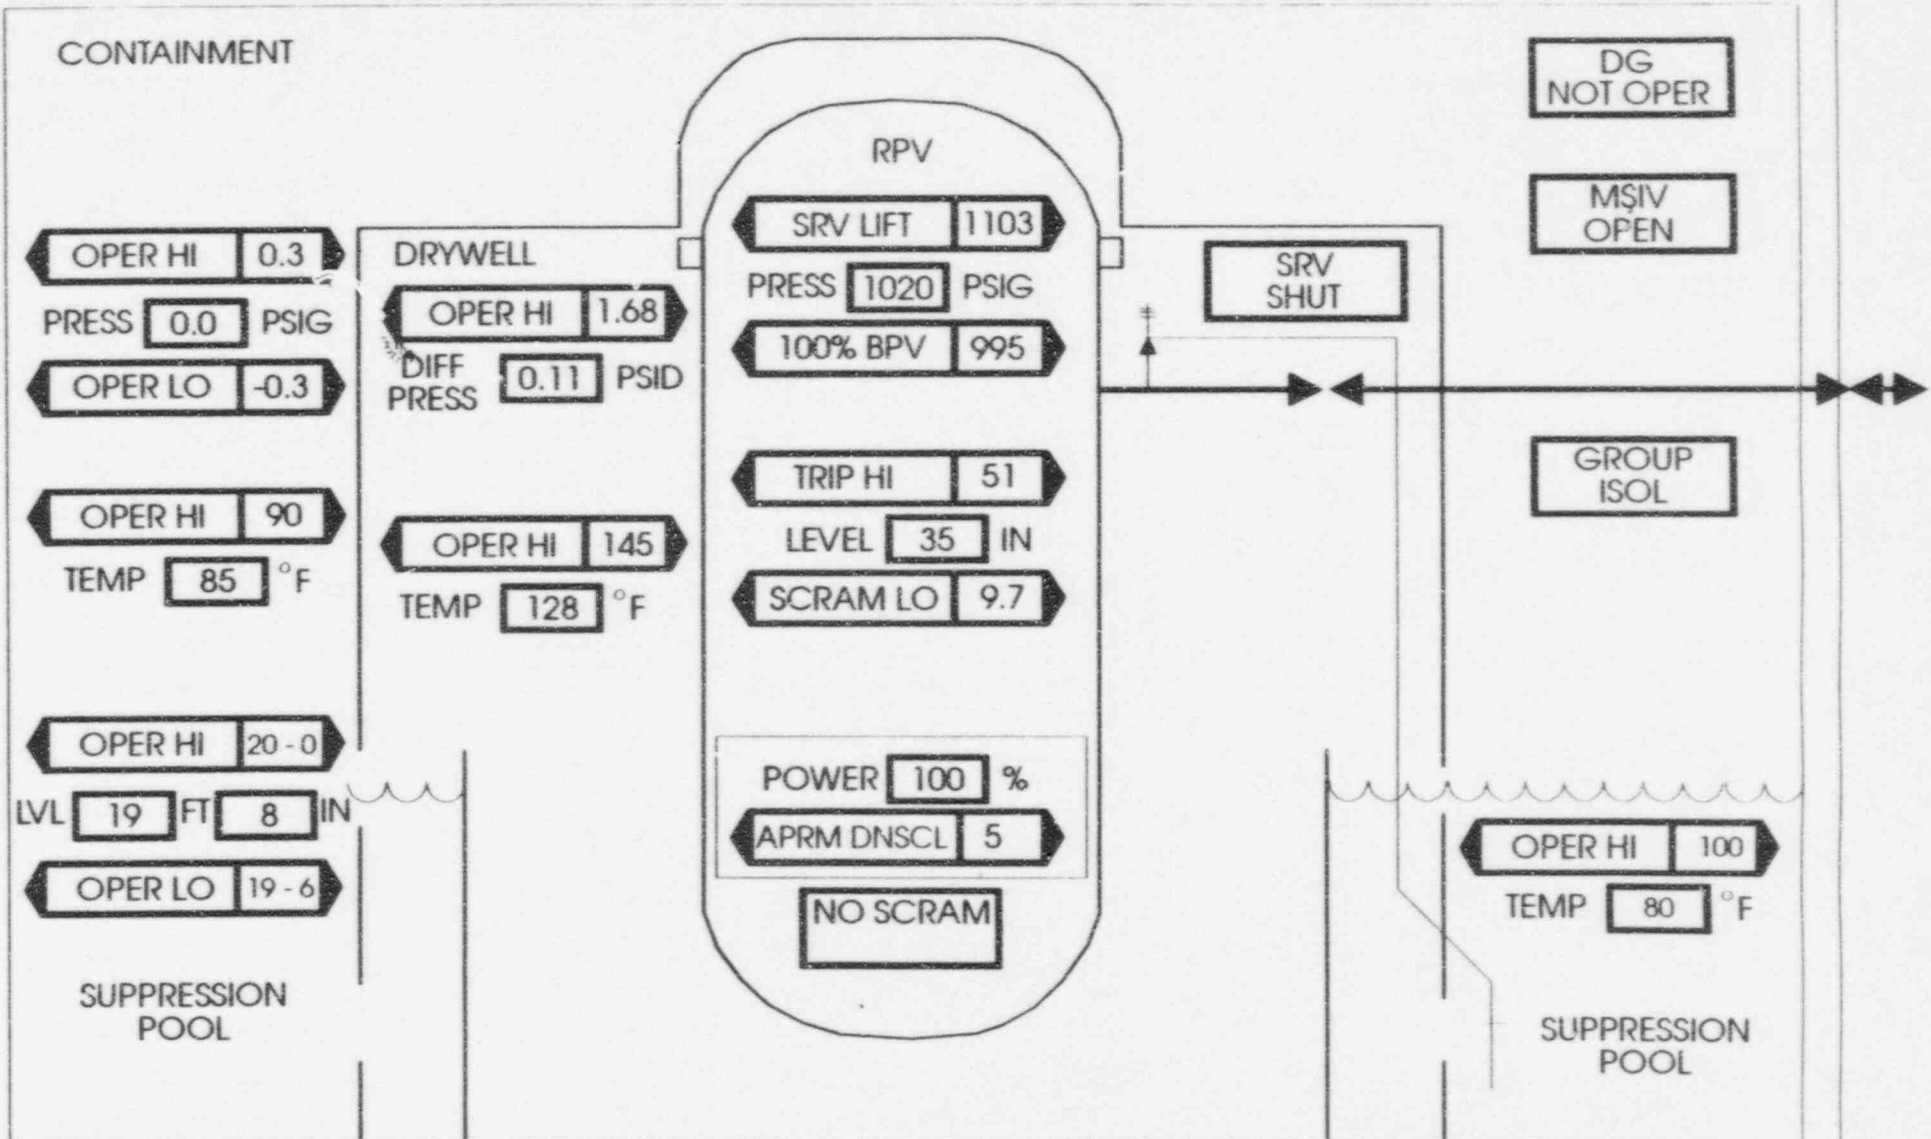 CONTAINMENT
OPER HI 0.3
PRESS 0.0 PSIG
OPER LO -0.3
OPER HI 90
TEMP 85 °F
OPER HI 20 - 0
LVL 19 FT 8 IN
OPER LO 19 - 6
SUPPRESSION
POOL
DRYWELL
OPER HI 1.68
DIFF
PRESS 0.11 PSID
OPER HI 145
TEMP 128 °F
RPV
SRV LIFT 1103
PRESS 1020 PSIG
100% BPV 995
TRIP HI 51
LEVEL 35 IN
SCRAM LO 9.7
POWER 100 %
APRM DNSCL 5
NO SCRAM
SRV
SHUT
DG
NOT OPER
MSIV
OPEN
GROUP
ISOL
OPER HI 100
TEMP 80 °F
SUPPRESSION
POOL